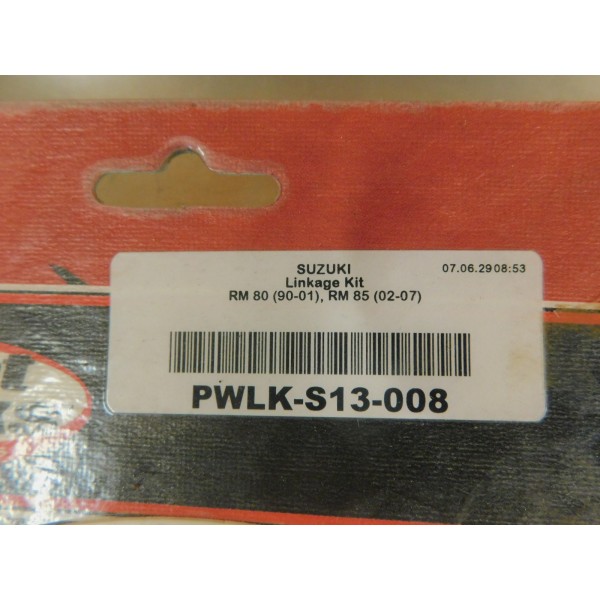 SUZUKI
07.06.29 08:53
Linkage Kit
RM 80 (90-01), RM 85 (02-07)
PWLK-S13-008